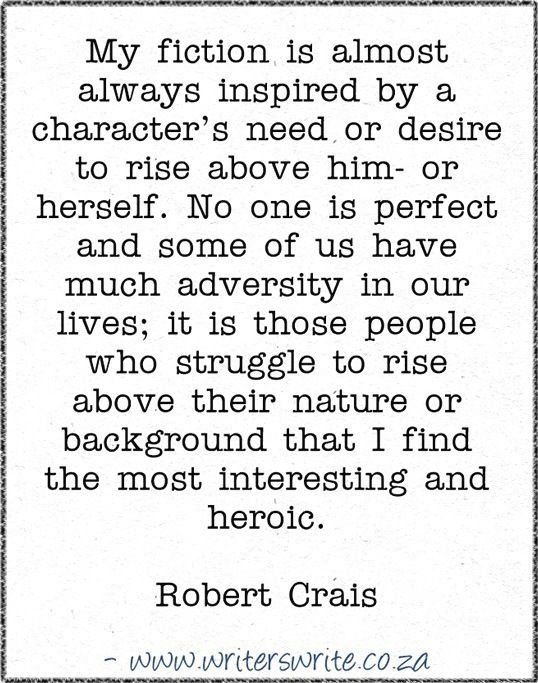 My fiction is almost
always inspired by a
character's need or desire
to rise above him- or
herself. No one is perfect
and some of us have
much adversity in our
lives; it is those people
who struggle to rise
above their nature or
background that I find
the most interesting and
heroic.
Robert Crais
- www.writerswrite.co.za